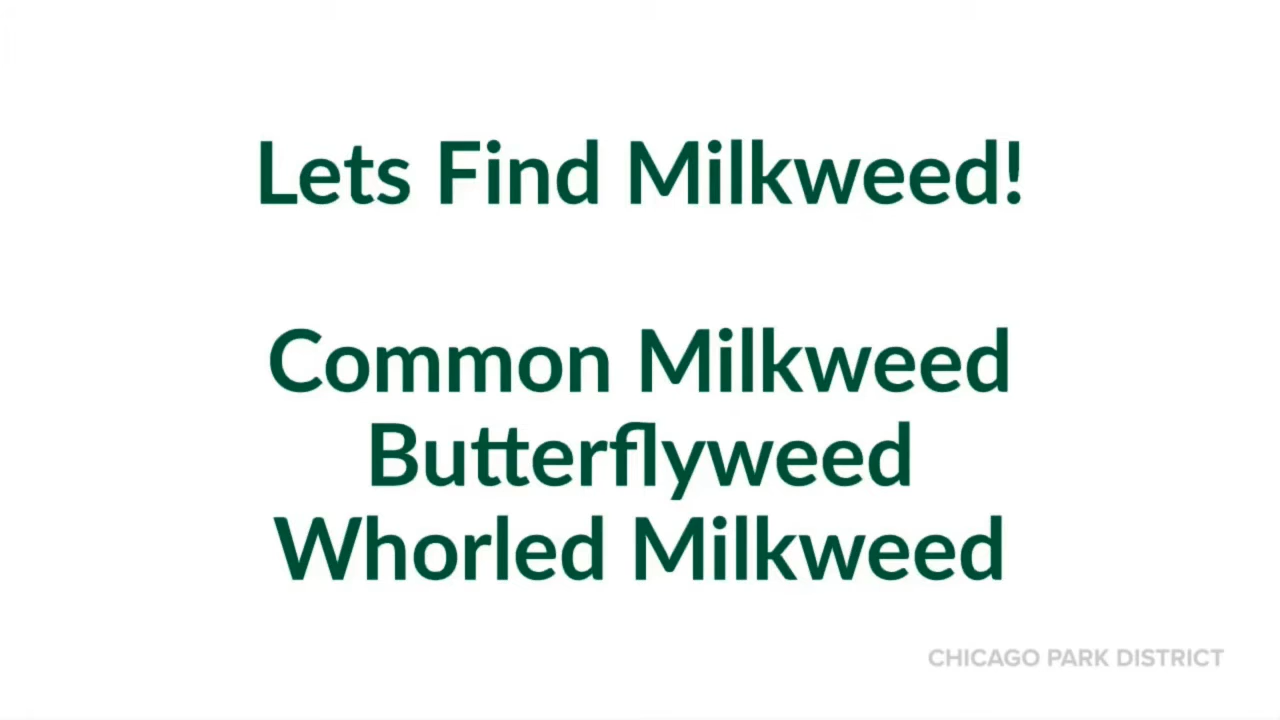 Lets Find Milkweed!
Common Milkweed
Butterflyweed
Whorled Milkweed
CHICAGO PARK DISTRICT